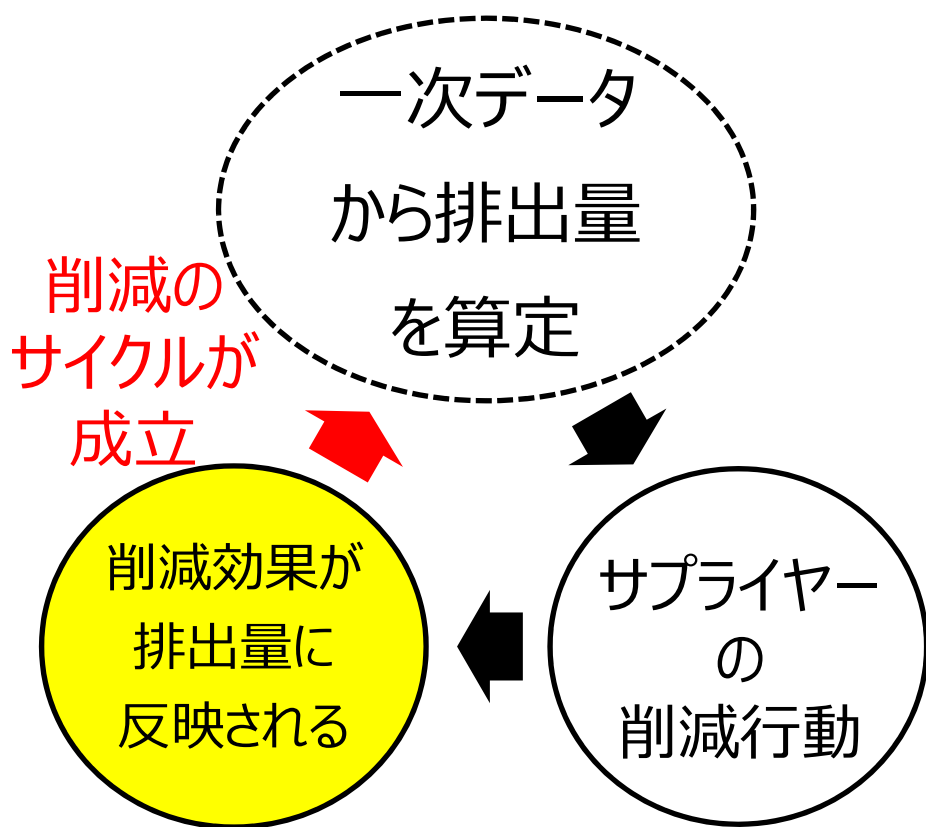 一次データ
から排出量
を算定
削減の
サイクルが
成立
削減効果が
排出量に
反映される
サプライヤー
の
削減行動